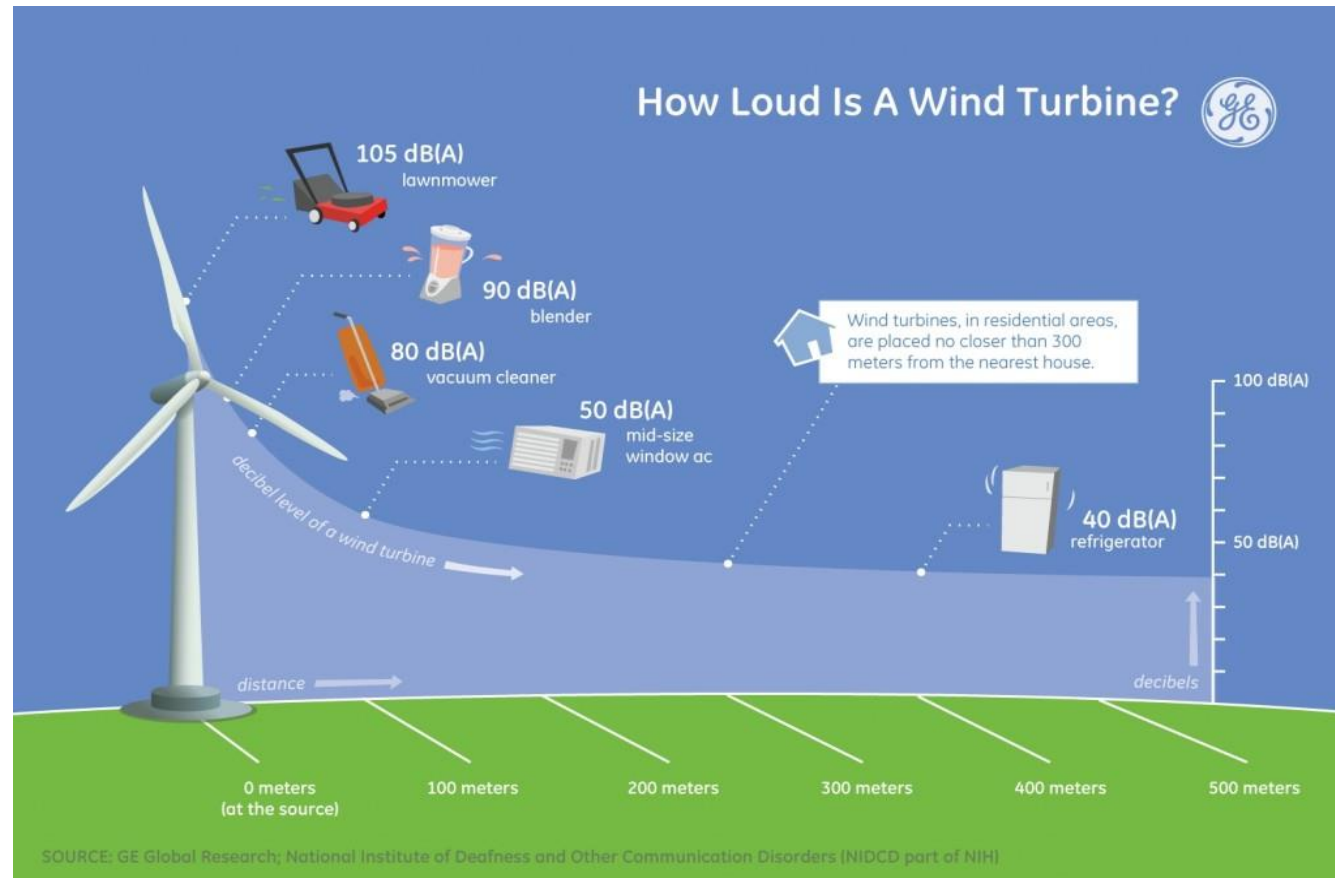 How Loud Is A Wind Turbine?
GE
105 dB(A)
lawnmower
90 dB(A)
blender
80 dB(A)
vacuum cleaner
50 dB(A)
mid-size
window ac
Wind turbines, in residential areas,
are placed no closer than 300
meters from the nearest house.
100 dB(A)
40 dB(A)
refrigerator
50 dB(A)
decibel level of a wind turbine
distance
decibels
0 meters
(at the source)
100 meters
200 meters
300 meters
400 meters
500 meters
SOURCE: GE Global Research; National Institute of Deafness and Other Communication Disorders (NIDCD part of NIH)